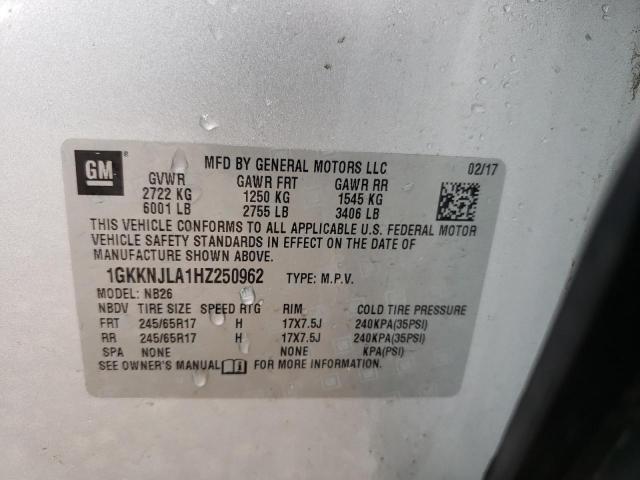 GM
MFD BY GENERAL MOTORS LLC 02/17
GVWR GAWR FRT GAWR RR
2722 KG 1250 KG 1545 KG
6001 LB 2755 LB 3406 LB
THIS VEHICLE CONFORMS TO ALL APPLICABLE U.S. FEDERAL MOTOR
VEHICLE SAFETY STANDARDS IN EFFECT ON THE DATE OF
MANUFACTURE SHOWN ABOVE.
1GKKNJLA1HZ250962 TYPE: M.P.V.
MODEL: NB26
NBDV TIRE SIZE SPEED RTG RIM COLD TIRE PRESSURE
FRT 245/65R17 H 17X7.5J 240KPA(35PSI)
RR 245/65R17 H 17X7.5J 240KPA(35PSI)
SPA NONE NONE KPA(PSI)
SEE OWNER'S MANUAL FOR MORE INFORMATION.